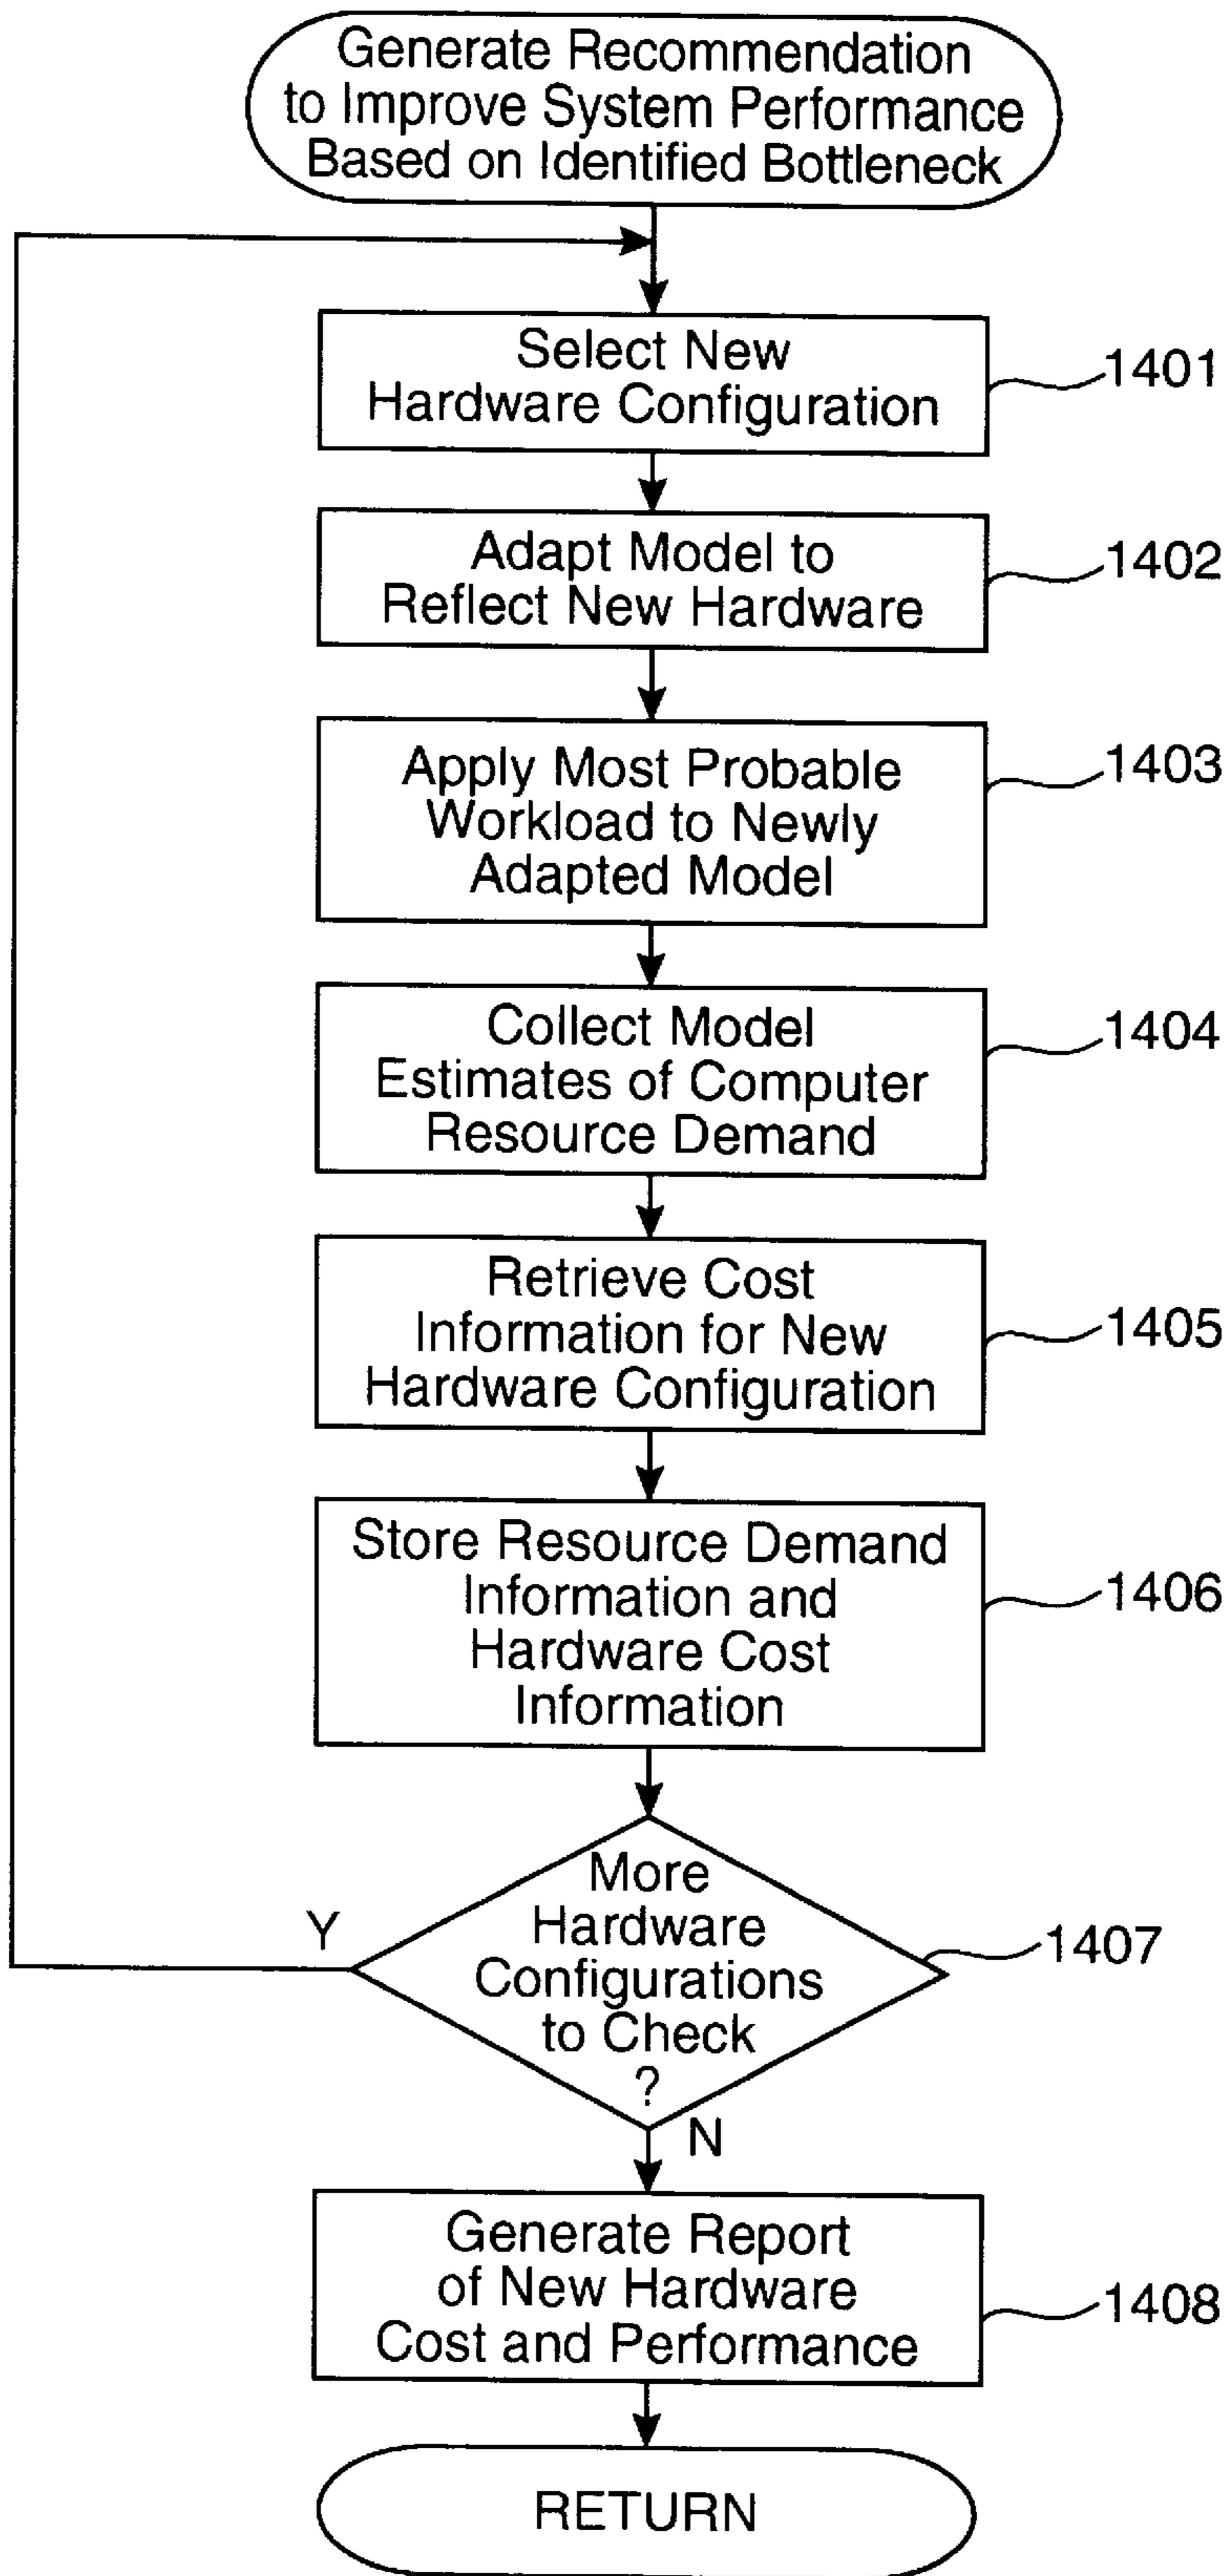 Generate Recommendation
to Improve System Performance
Based on Identified Bottleneck
Select New
Hardware Configuration
1401
Adapt Model to
Reflect New Hardware
1402
Apply Most Probable
Workload to Newly
Adapted Model
1403
Collect Model
Estimates of Computer
Resource Demand
1404
Retrieve Cost
Information for New
Hardware Configuration
1405
Store Resource Demand
Information and
Hardware Cost
Information
1406
More
Hardware
Configurations
to Check
?
1407
Y
N
Generate Report
of New Hardware
Cost and Performance
1408
RETURN